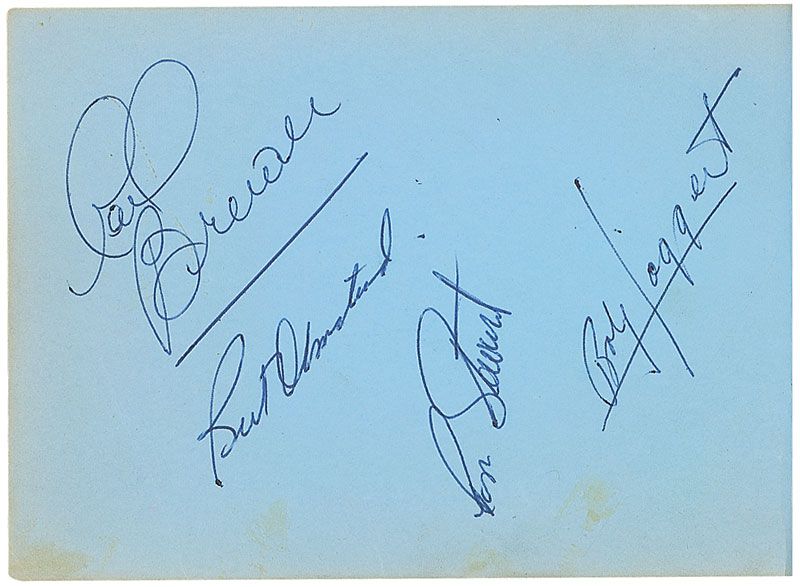 Carl
Brewer
Bert Olmstead
Ron Stewart
Bob Haggert